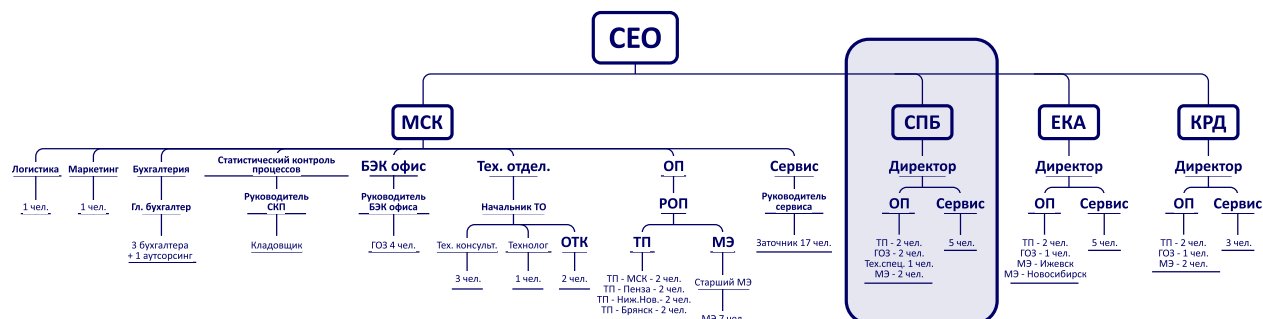 CEO
МСК
СПБ
ЕКА
КРД
Логистика
1 чел.
Маркетинг
1 чел.
Бухгалтерия
Гл. бухгалтер
3 бухгалтера
+ 1 аутсорсинг
Статистический контроль
процессов
Руководитель
СКП
Кладовщик
БЭК офис
Руководитель
БЭК офиса
ГОЗ 4 чел.
Тех. отдел.
Начальник ТО
Тех. консульт.
3 чел.
Технолог
1 чел.
ОТК
2 чел.
ОП
РОП
ТП
ТП - МСК - 2 чел.
ТП - Пенза - 2 чел.
ТП - Ниж.Нов.- 2 чел.
ТП - Брянск - 2 чел.
МЭ
Старший МЭ
МЭ 7 чел.
Сервис
Руководитель
сервиса
Заточник 17 чел.
Директор
ОП
ТП - 2 чел.
ГОЗ - 2 чел.
Тех.спец. 1 чел.
МЭ - 2 чел.
Сервис
5 чел.
Директор
ОП
ТП - 2 чел.
ГОЗ - 1 чел.
МЭ - Ижевск
МЭ - Новосибирск
Сервис
5 чел.
Директор
ОП
ТП - 2 чел.
ГОЗ - 1 чел.
МЭ - 2 чел.
Сервис
3 чел.